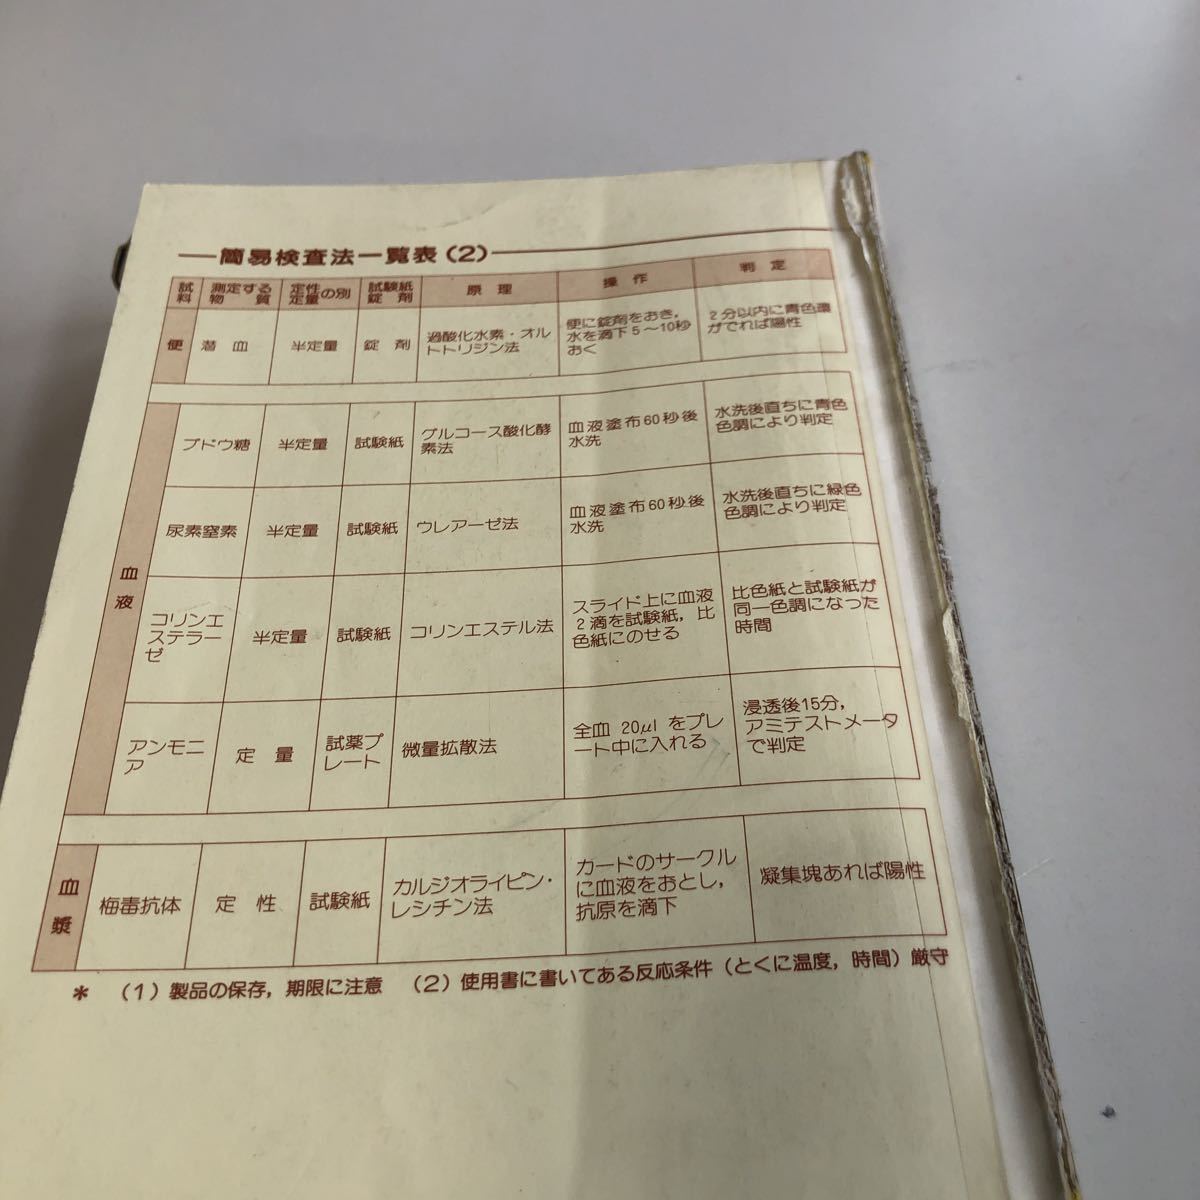 簡易検査法一覧表(2)
試料 測定する物質 定性定量の別 試験紙錠剤 原理 操作 判定
便 潜血 半定量 錠剤 過酸化水素・オルトトリジン法 便に錠剤をおき,水を滴下5〜10秒おく 2分以内に青色環がでれば陽性
血液
ブドウ糖 半定量 試験紙 グルコース酸化酵素法 血液塗布60秒後水洗 水洗後直ちに青色色調により判定
尿素窒素 半定量 試験紙 ウレアーゼ法 血液塗布60秒後水洗 水洗後直ちに緑色色調により判定
コリンエステラーゼ 半定量 試験紙 コリンエステル法 スライド上に血液2滴を試験紙,比色紙にのせる 比色紙と試験紙が同一色調になった時間
アンモニア 定量 試薬プレート 微量拡散法 全血20μlをプレート中に入れる 浸透後15分,アミテストメータで判定
血漿 梅毒抗体 定性 試験紙 カルジオライピン・レシチン法 カードのサークルに血液をおとし,抗原を滴下 凝集塊あれば陽性
* (1)製品の保存,期限に注意 (2)使用書に書いてある反応条件(とくに温度,時間)厳守